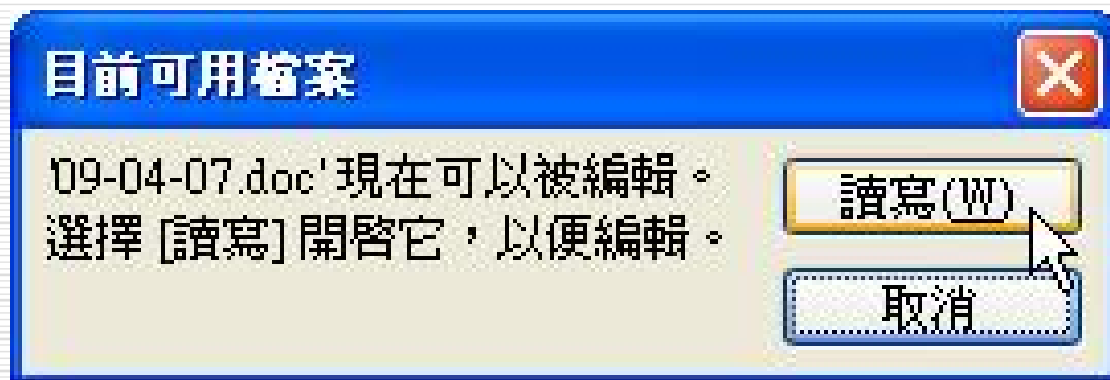 目前可用檔案
'09-04-07.doc' 現在可以被編輯。
選擇 [讀寫] 開啓它，以便編輯。
讀寫(W)
取消